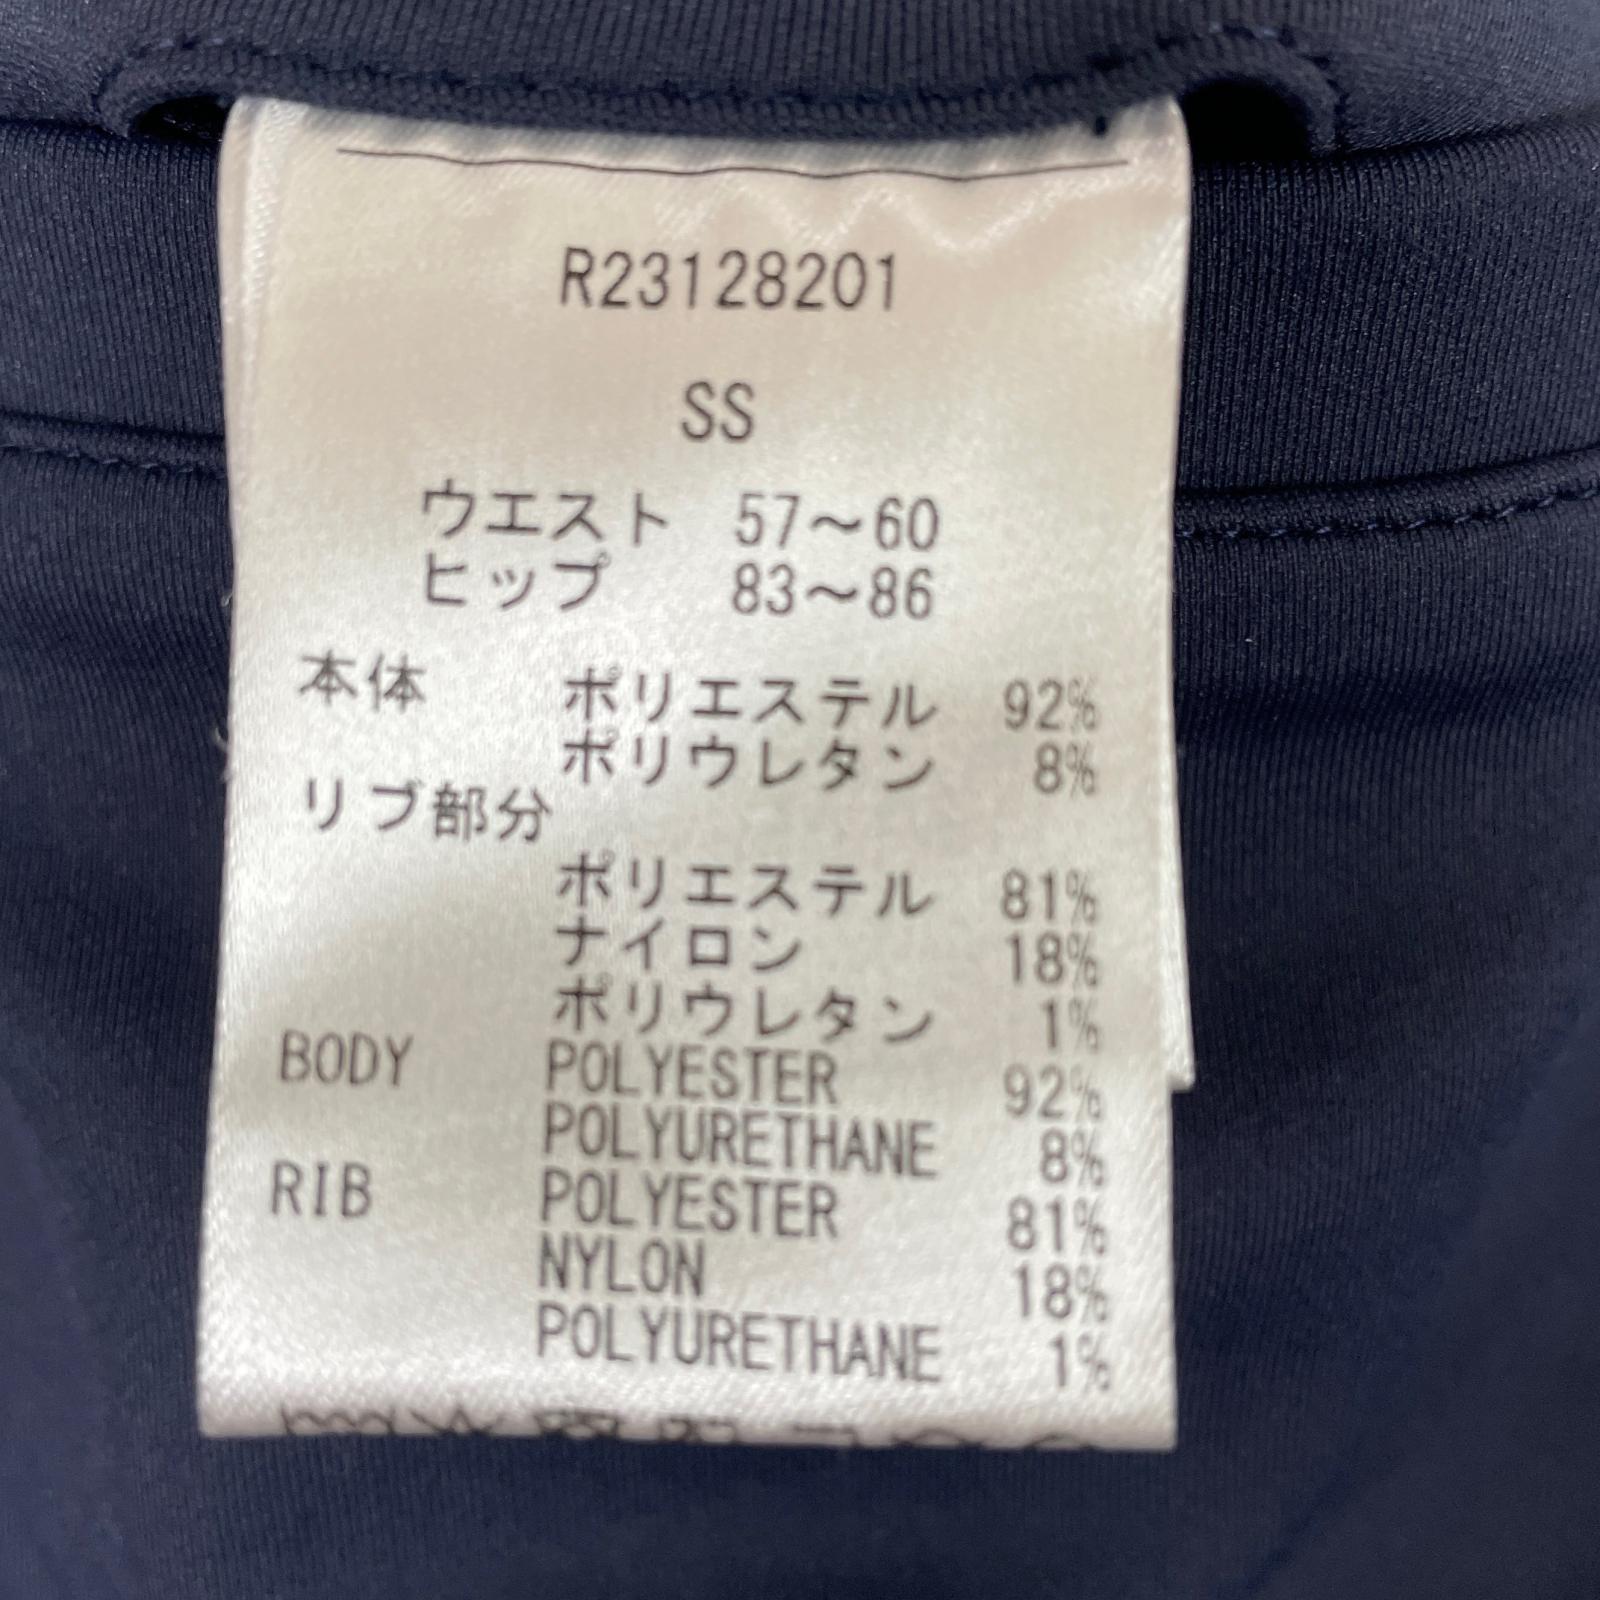 R23128201
SS
ウエスト 57～60
ヒップ 83～86
本体 ポリエステル 92%
ポリウレタン 8%
リブ部分
ポリエステル 81%
ナイロン 18%
ポリウレタン 1%
BODY POLYESTER 92%
POLYURETHANE 8%
RIB POLYESTER 81%
NYLON 18%
POLYURETHANE 1%